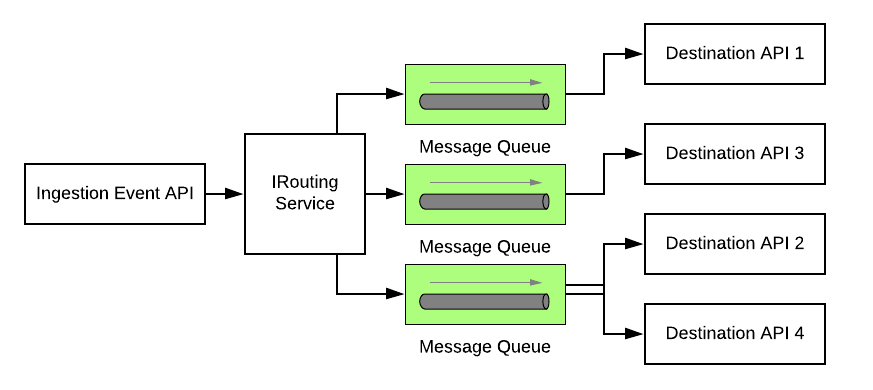 Ingestion Event API
IRouting
Service
Message Queue
Message Queue
Message Queue
Destination API 1
Destination API 3
Destination API 2
Destination API 4